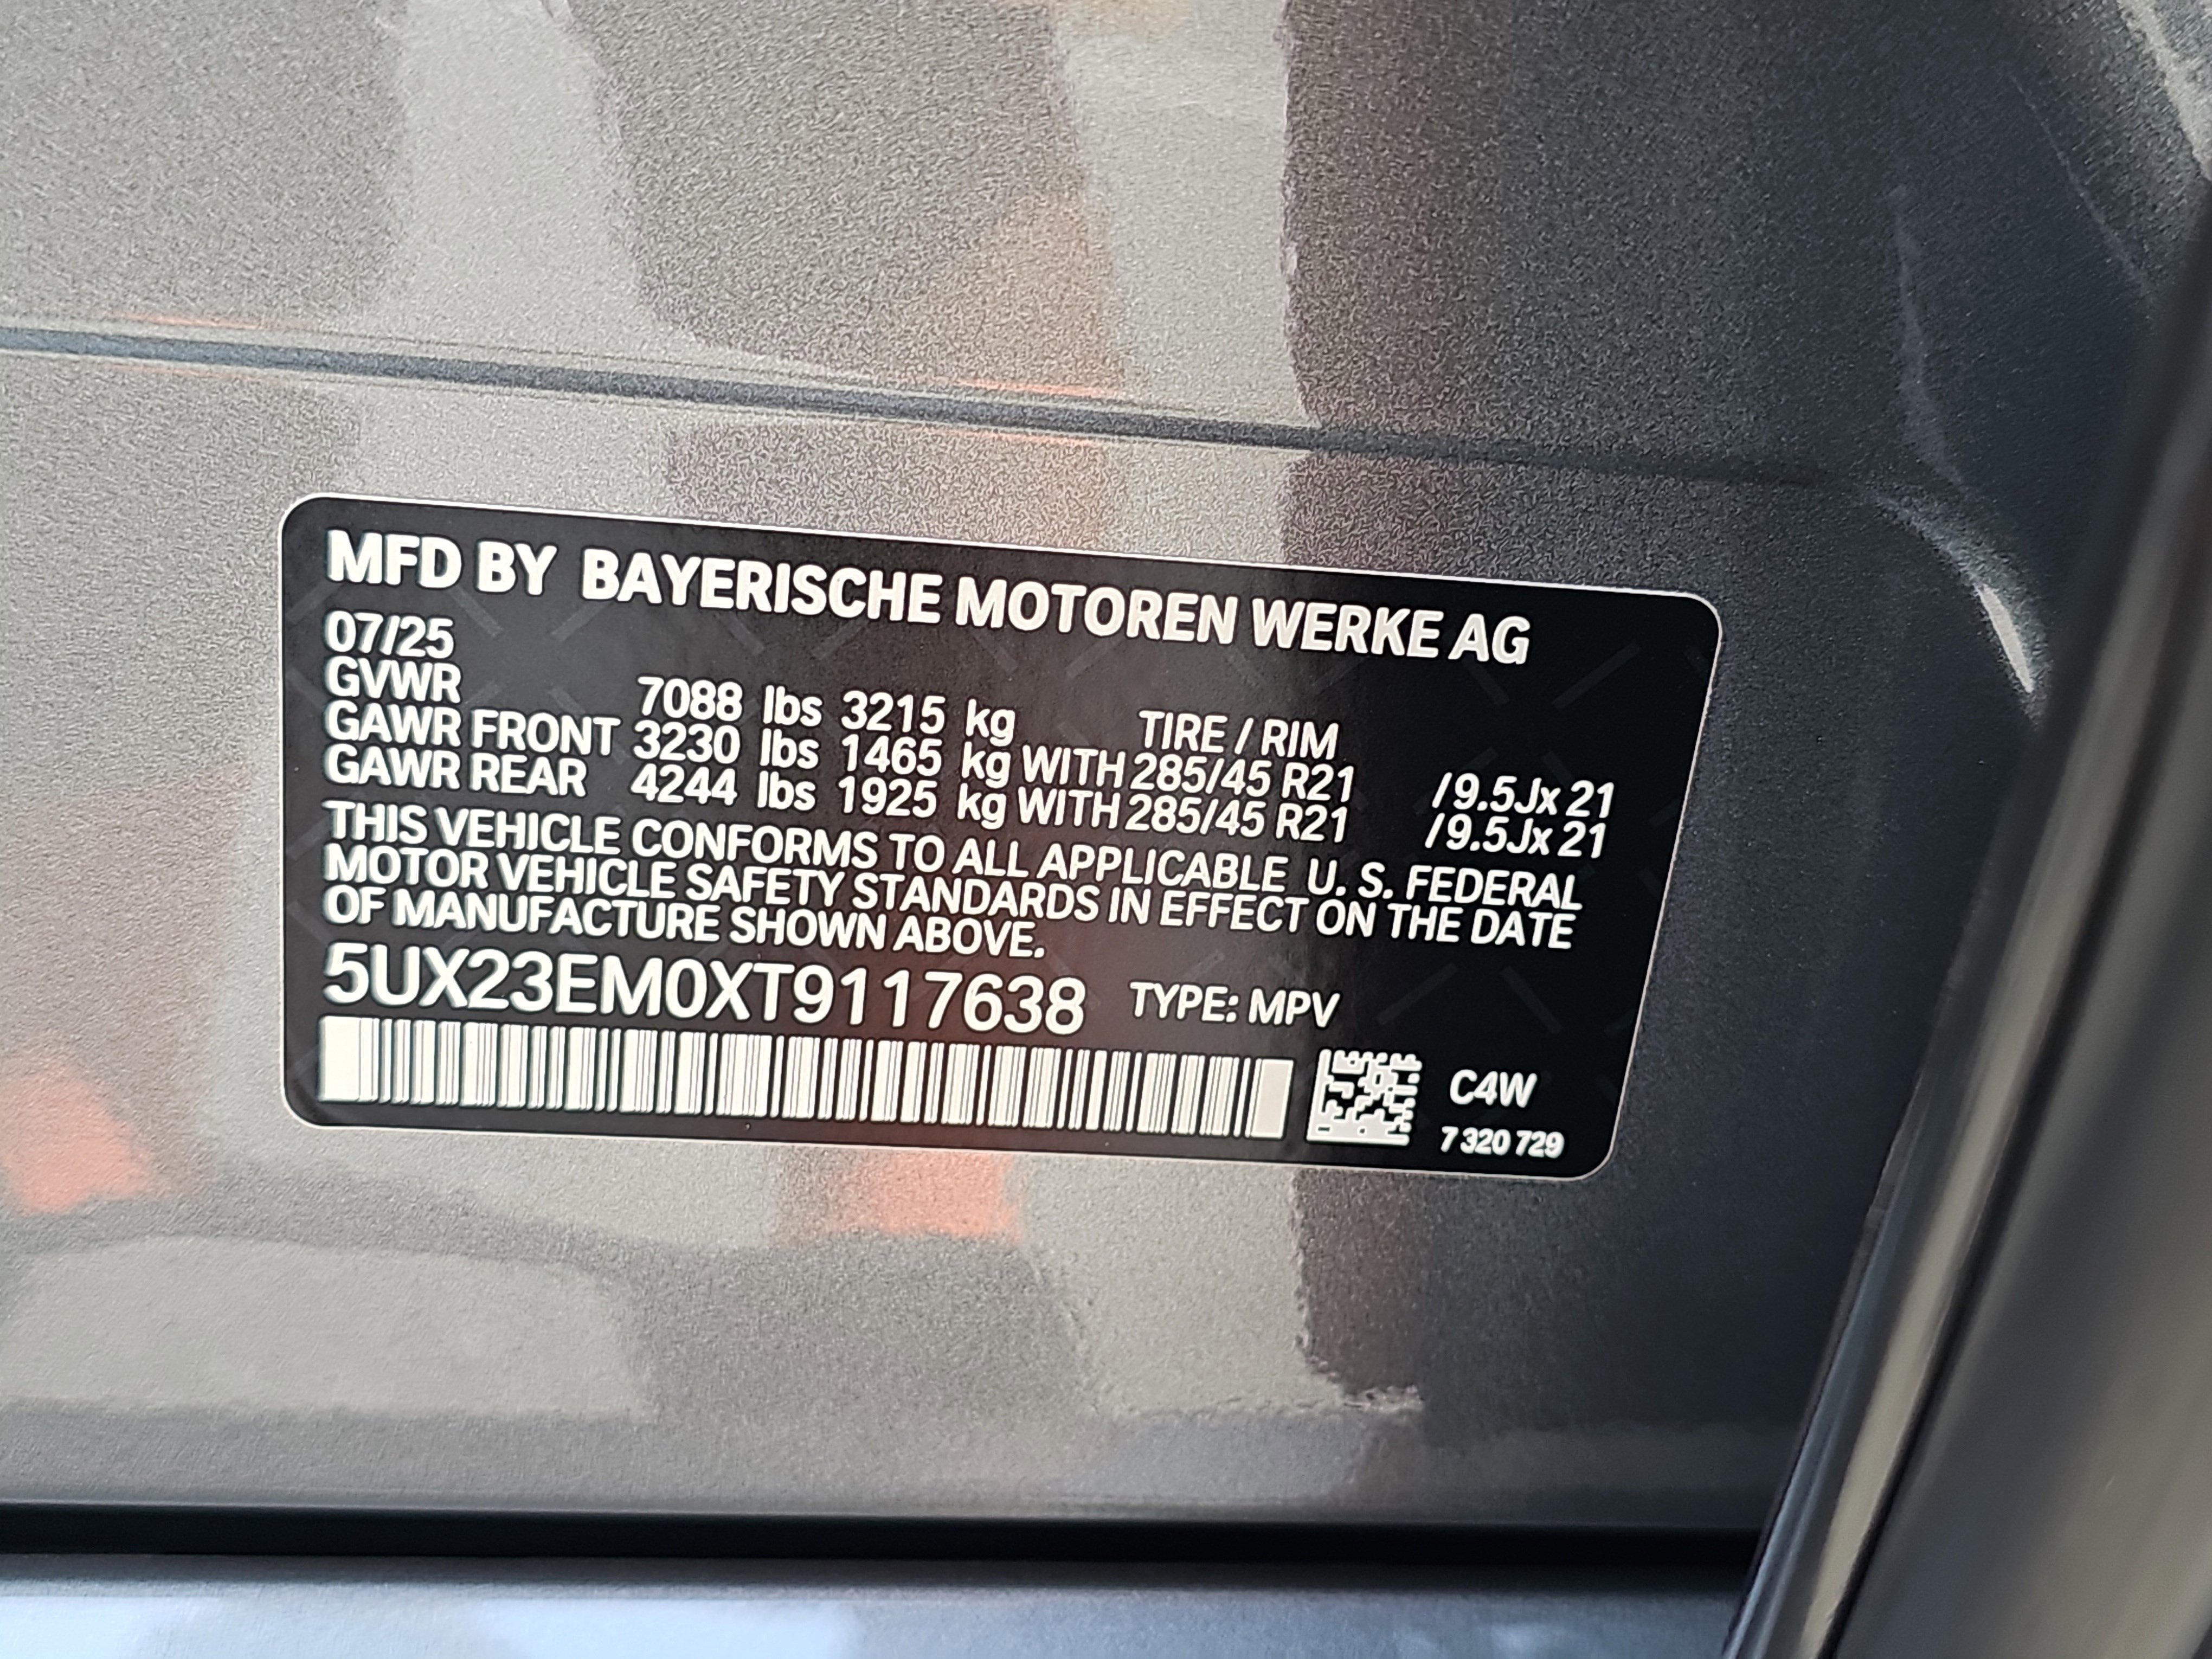 MFD BY BAYERISCHE MOTOREN WERKE AG
07/25
GVWR 7088 lbs 3215 kg TIRE / RIM
GAWR FRONT 3230 lbs 1465 kg WITH 285/45 R21 /9.5Jx 21
GAWR REAR 4244 lbs 1925 kg WITH 285/45 R21 /9.5Jx 21
THIS VEHICLE CONFORMS TO ALL APPLICABLE U. S. FEDERAL
MOTOR VEHICLE SAFETY STANDARDS IN EFFECT ON THE DATE
OF MANUFACTURE SHOWN ABOVE.
5UX23EM0XT9117638 TYPE: MPV
C4W
7 320 729